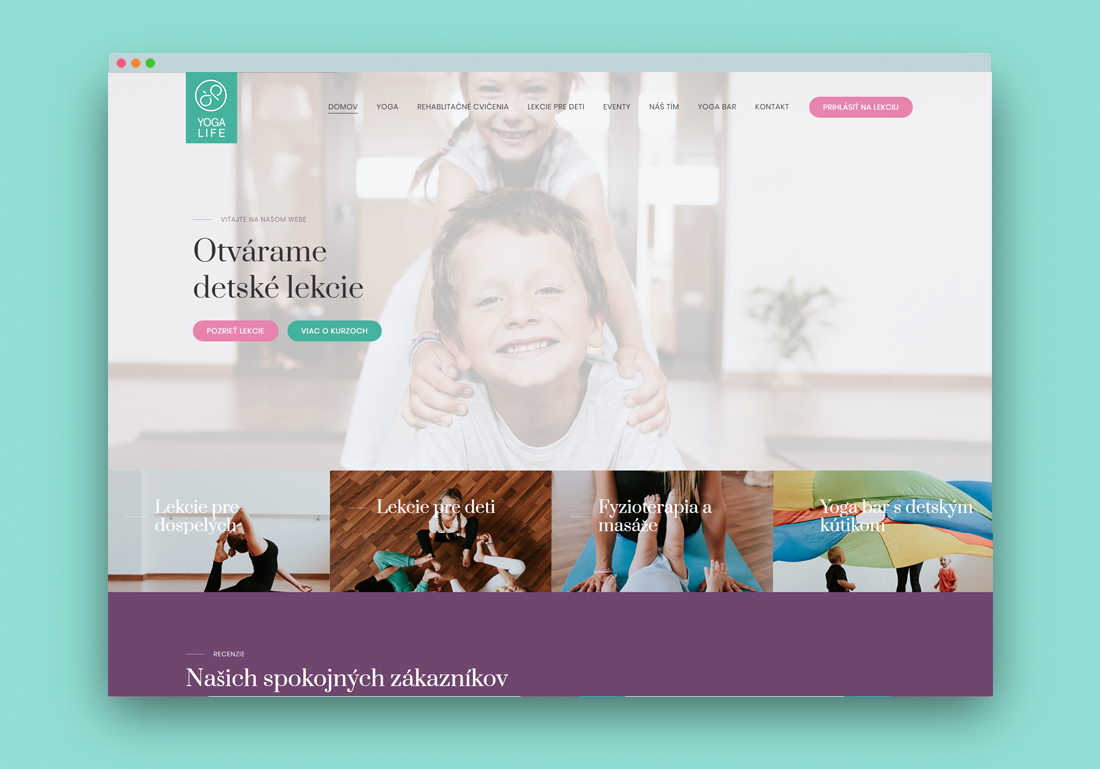 YOGA
LIFE
DOMOV
YOGA
REHABLITAČNÉ CVIČENIA
LEKCIE PRE DETI
EVENTY
NÁŠ TÍM
YOGA BAR
KONTAKT
PRIHLÁSIŤ NA LEKCIU
VITAJTE NA NAŠOM WEBE
Otvárame
detské lekcie
POZRIEŤ LEKCIE
VIAC O KURZOCH
Lekcie pre
dospelých
Lekcie pre deti
Fyzioterapia a
masáže
Yoga bar s detským
kútikom
RECENZIE
Našich spokojných zákazníkov